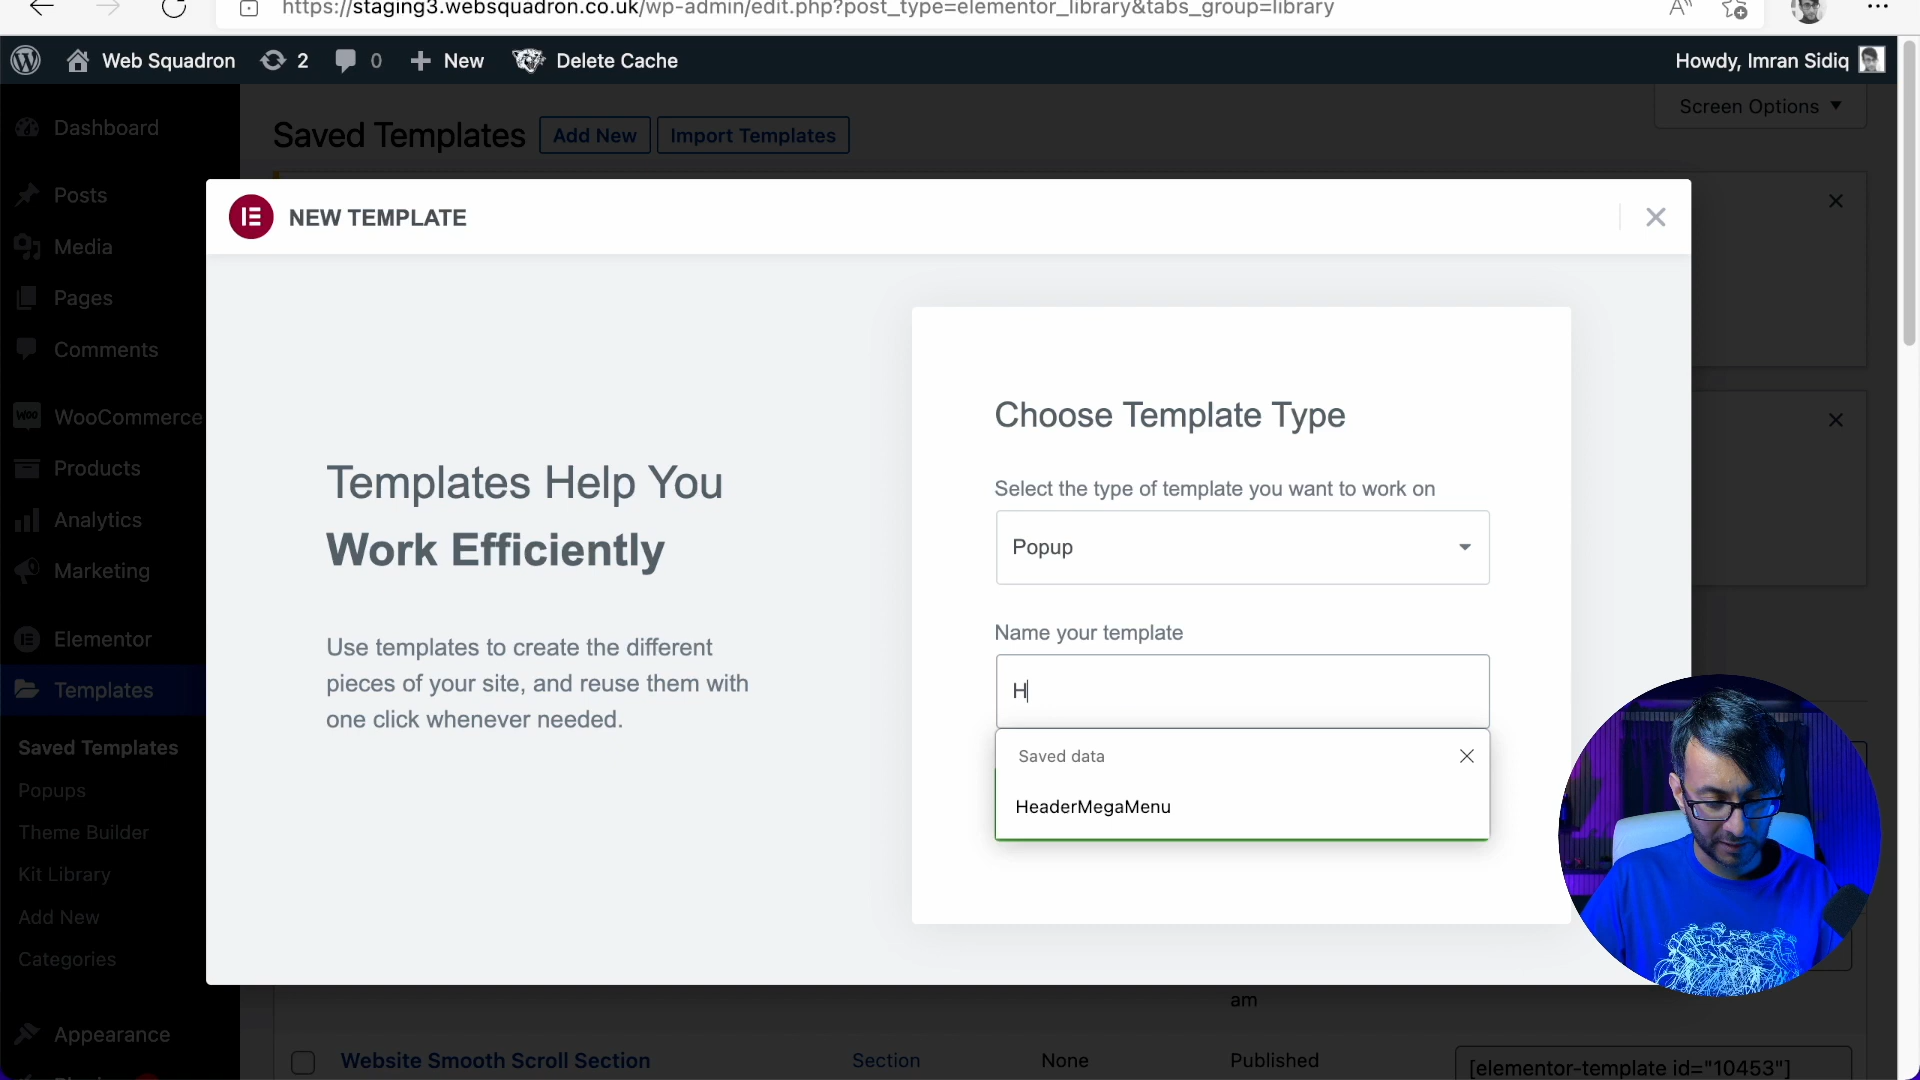 https://staging3.websquadron.co.uk/wp-admin/edit.php?post_type=elementor_library&tabs_group=library
Web Squadron
2
0
New
Delete Cache
Howdy, Imran Sidiq
Dashboard
Posts
Media
Pages
Comments
WooCommerce
Products
Analytics
Marketing
Elementor
Templates
Saved Templates
Popups
Theme Builder
Kit Library
Add New
Categories
Appearance
Saved Templates
Add New
Import Templates
Screen Options
NEW TEMPLATE
Templates Help You
Work Efficiently
Use templates to create the different
pieces of your site, and reuse them with
one click whenever needed.
Choose Template Type
Select the type of template you want to work on
Popup
Name your template
H
Saved data
HeaderMegaMenu
am
Website Smooth Scroll Section
Section
None
Published
[elementor-template id="10453"]